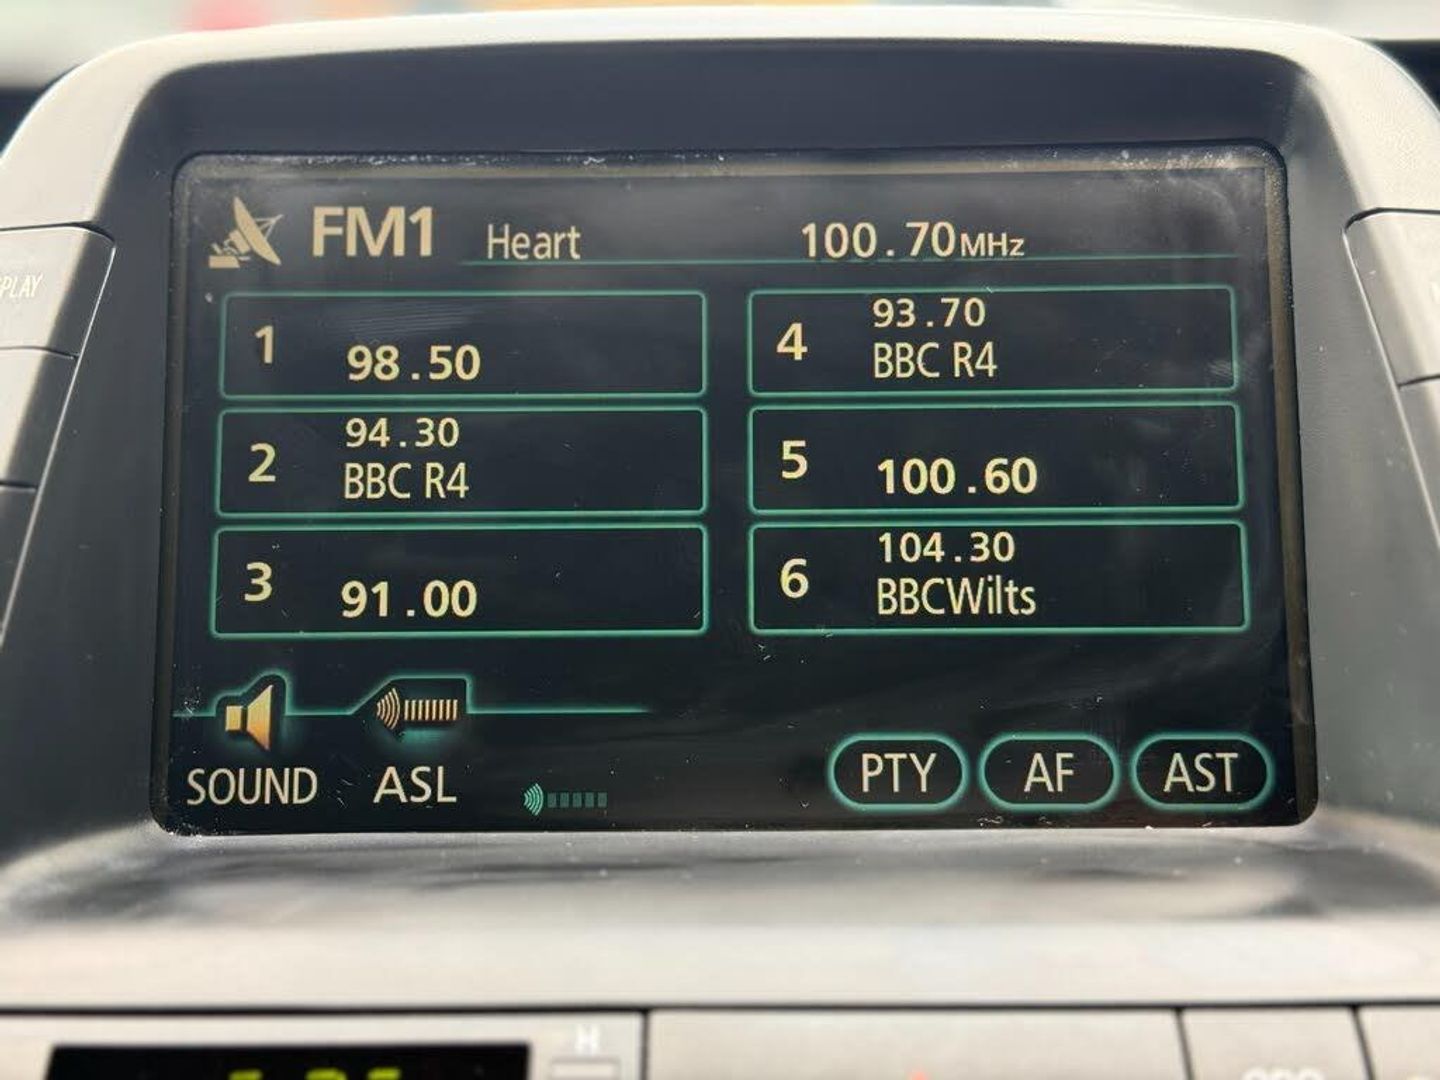 FM1 Heart 100.70MHz
1 98.50
2 94.30
BBC R4
3 91.00
4 93.70
BBC R4
5 100.60
6 104.30
BBCWilts
SOUND ASL
PTY AF AST
PLAY
H